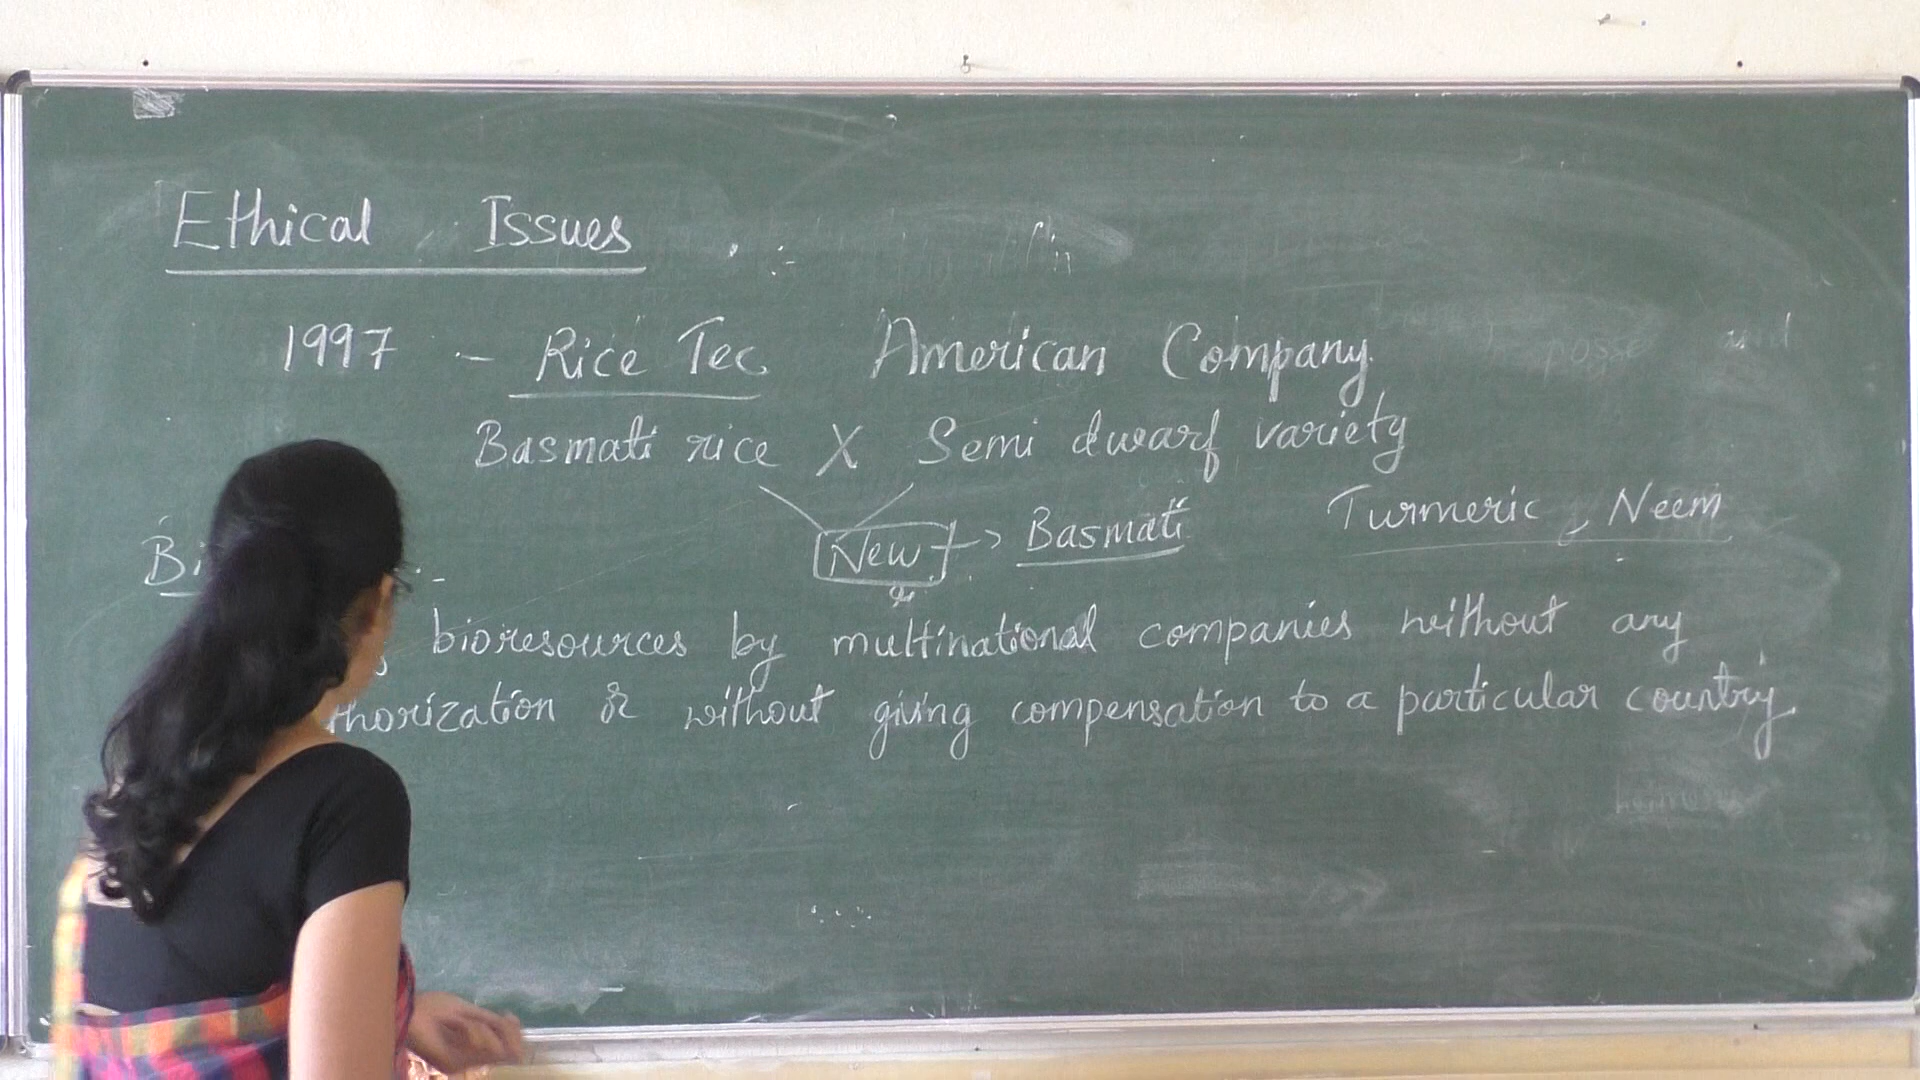 Ethical Issues
1997 - Rice Tec American Company.
Basmati rice X Semi dwarf variety
New → Basmati
Turmeric, Neem
Bi
bioresources by multinational companies without any
thorization & without giving compensation to a particular country.